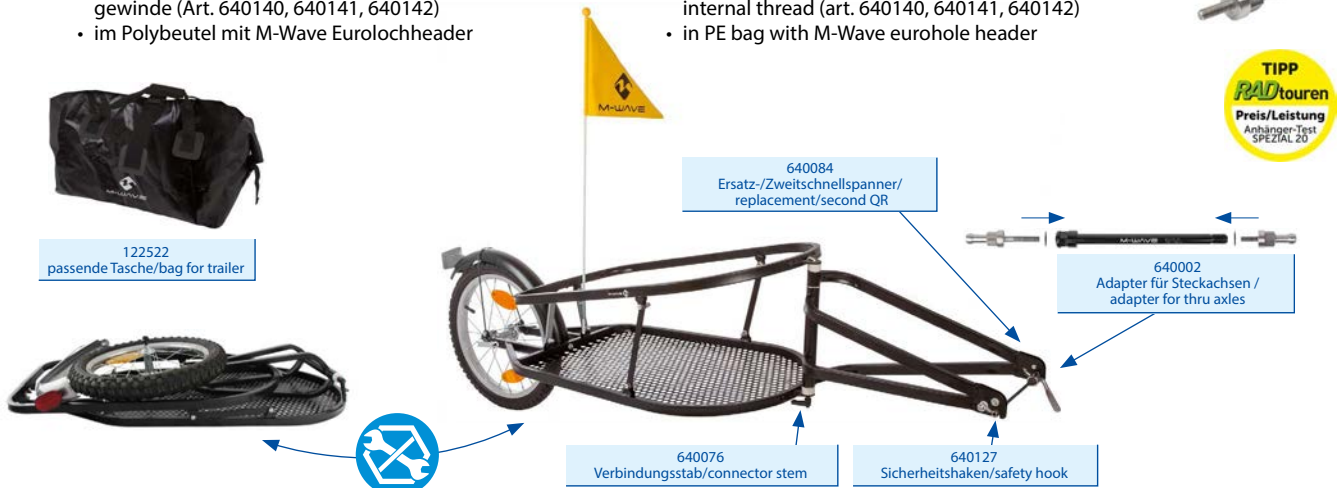 gewinde (Art. 640140, 640141, 640142)
• im Polybeutel mit M-Wave Eurolochheader
internal thread (art. 640140, 640141, 640142)
• in PE bag with M-Wave eurohole header
TIPP
RADtouren
Preis/Leistung
Anhänger-Test
SPEZIAL 20
M-WAVE
M-WAVE
122522
passende Tasche/bag for trailer
640084
Ersatz-/Zweitschnellspanner/
replacement/second QR
M-WAVE
640002
Adapter für Steckachsen /
adapter for thru axles
640076
Verbindungsstab/connector stem
640127
Sicherheitshaken/safety hook